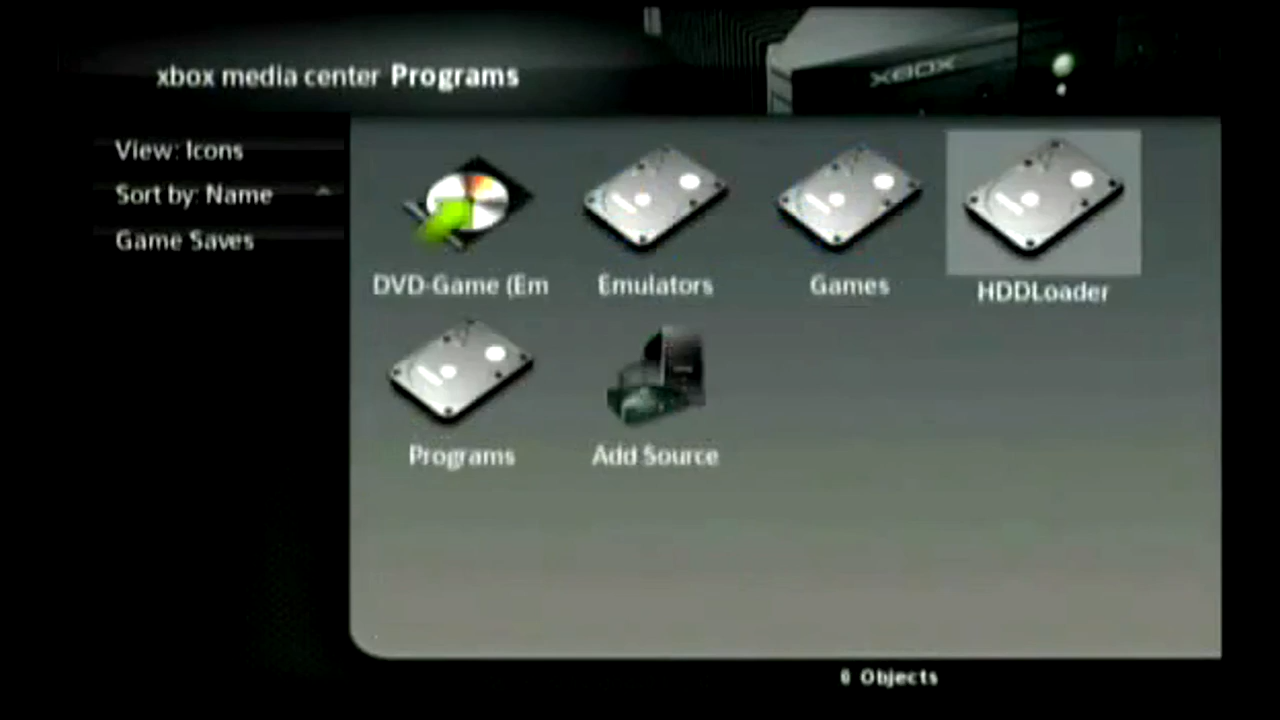 xbox media center Programs
XBOX
View: Icons
Sort by: Name
Game Saves
DVD-Game (Em
Emulators
Games
HDDLoader
Programs
Add Source
6 Objects